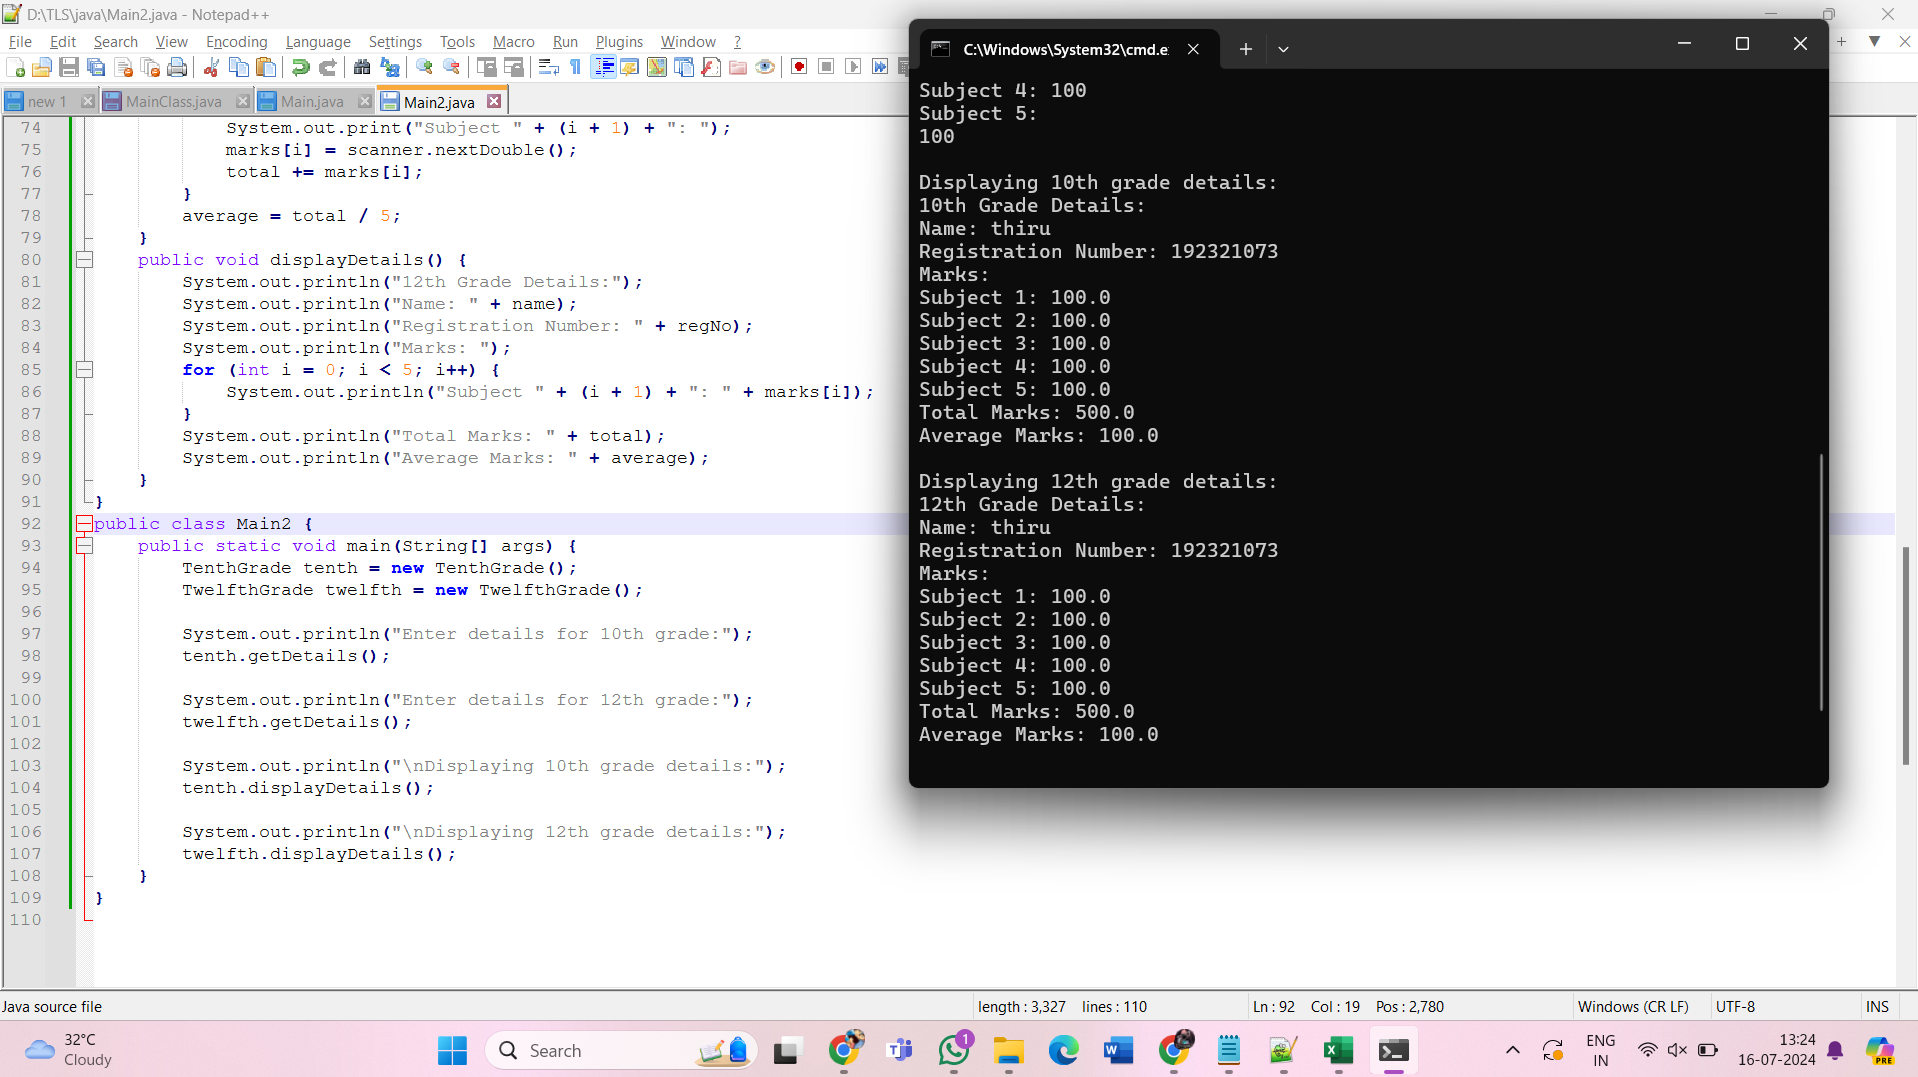 D:\TLS\java\Main2.java - Notepad++
File Edit Search View Encoding Language Settings Tools Macro Run Plugins Window ?
new 1 MainClass.java Main.java Main2.java
74 System.out.print("Subject " + (i + 1) + ": ");
75 marks[i] = scanner.nextDouble();
76 total += marks[i];
77 }
78 average = total / 5;
79 }
80 public void displayDetails() {
81 System.out.println("12th Grade Details:");
82 System.out.println("Name: " + name);
83 System.out.println("Registration Number: " + regNo);
84 System.out.println("Marks: ");
85 for (int i = 0; i < 5; i++) {
86 System.out.println("Subject " + (i + 1) + ": " + marks[i]);
87 }
88 System.out.println("Total Marks: " + total);
89 System.out.println("Average Marks: " + average);
90 }
91 }
92 public class Main2 {
93 public static void main(String[] args) {
94 TenthGrade tenth = new TenthGrade();
95 TwelfthGrade twelfth = new TwelfthGrade();
96
97 System.out.println("Enter details for 10th grade:");
98 tenth.getDetails();
99
100 System.out.println("Enter details for 12th grade:");
101 twelfth.getDetails();
102
103 System.out.println("\nDisplaying 10th grade details:");
104 tenth.displayDetails();
105
106 System.out.println("\nDisplaying 12th grade details:");
107 twelfth.displayDetails();
108 }
109 }
110
C:\Windows\System32\cmd.e
Subject 4: 100
Subject 5:
100
Displaying 10th grade details:
10th Grade Details:
Name: thiru
Registration Number: 192321073
Marks:
Subject 1: 100.0
Subject 2: 100.0
Subject 3: 100.0
Subject 4: 100.0
Subject 5: 100.0
Total Marks: 500.0
Average Marks: 100.0
Displaying 12th grade details:
12th Grade Details:
Name: thiru
Registration Number: 192321073
Marks:
Subject 1: 100.0
Subject 2: 100.0
Subject 3: 100.0
Subject 4: 100.0
Subject 5: 100.0
Total Marks: 500.0
Average Marks: 100.0
Java source file length : 3,327 lines : 110 Ln : 92 Col : 19 Pos : 2,780 Windows (CR LF) UTF-8 INS
32°C
Cloudy
Search
1
ENG
IN
13:24
16-07-2024
PRE